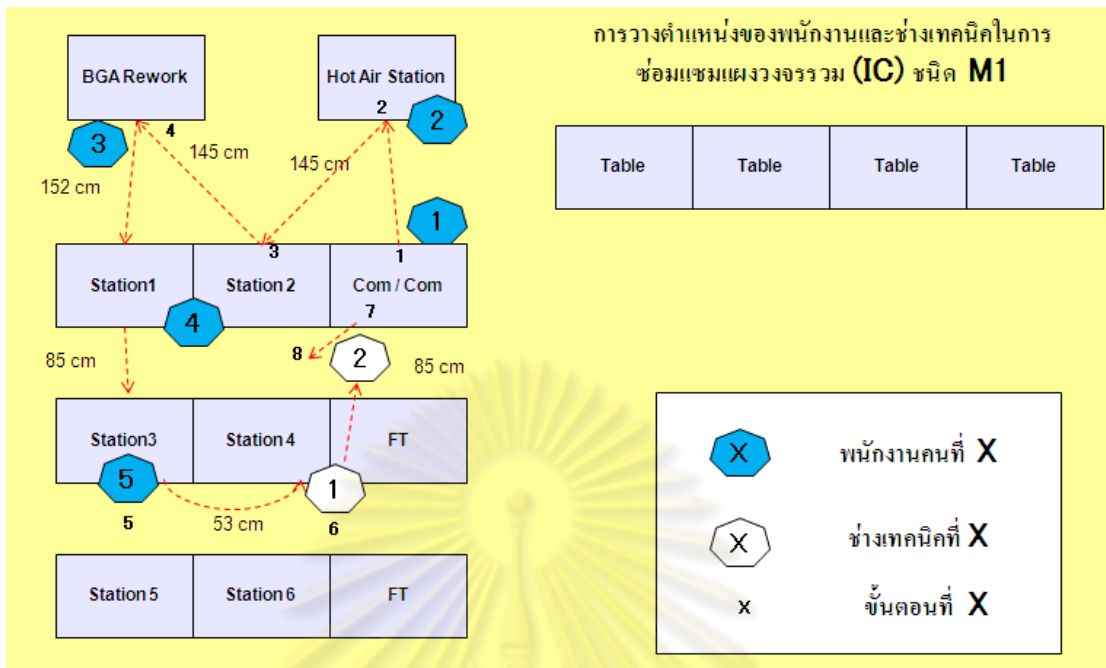 การวางตำแหน่งของพนักงานและช่างเทคนิคในการ
ซ่อมแซมแผงวงจรรวม (IC) ชนิด M1
BGA Rework
Hot Air Station
2
2
3
4
145 cm
145 cm
152 cm
Table
Table
Table
Table
1
3
1
Station1
Station 2
Com / Com
7
4
8
2
85 cm
85 cm
Station3
Station 4
FT
5
1
5
53 cm
6
Station 5
Station 6
FT
X
พนักงานคนที่ X
X
ช่างเทคนิคที่ X
x
ขั้นตอนที่ X